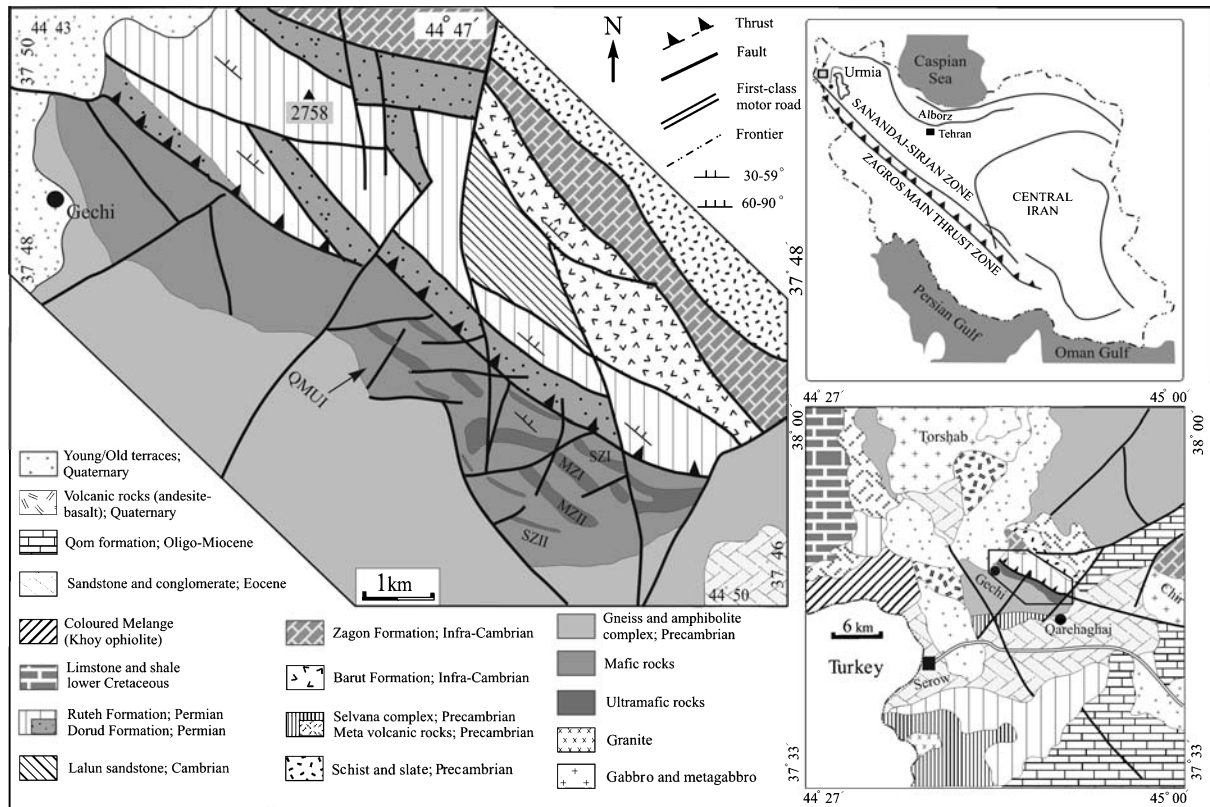 44° 43´
37° 50´
44° 47´
2758
Gechi
37° 48´
37° 48´
QMUI
SZI
MZI
MZII
SZII
37° 46´
44° 50´
1km
N
Thrust
Fault
First-class
motor road
Frontier
30-59°
60-90°
Caspian
Sea
Urmia
Alborz
Tehran
SANANDAJ-SIRJAN ZONE
ZAGROS MAIN THRUST ZONE
CENTRAL
IRAN
Persian Gulf
Oman Gulf
44° 27´
45° 00´
38° 00´
38° 00´
Torshab
Gechi
Chir
Qarehaghaj
6 km
Turkey
Serow
37° 33´
37° 33´
44° 27´
45° 00´
Young/Old terraces;
Quaternary
Volcanic rocks (andesite-
basalt); Quaternary
Qom formation; Oligo-Miocene
Sandstone and conglomerate; Eocene
Coloured Melange
(Khoy ophiolite)
Limstone and shale
lower Cretaceous
Ruteh Formation; Permian
Dorud Formation; Permian
Lalun sandstone; Cambrian
Zagon Formation; Infra-Cambrian
Barut Formation; Infra-Cambrian
Selvana complex; Precambrian
Meta volcanic rocks; Precambrian
Schist and slate; Precambrian
Gneiss and amphibolite
complex; Precambrian
Mafic rocks
Ultramafic rocks
Granite
Gabbro and metagabbro